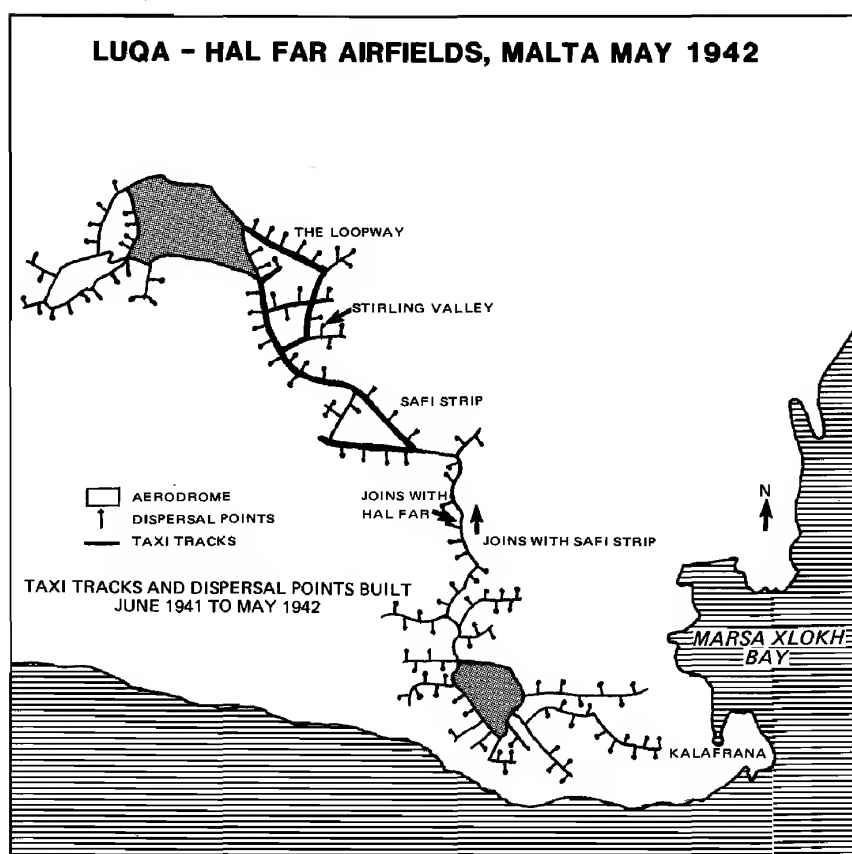 LUQA – HAL FAR AIRFIELDS, MALTA MAY 1942
THE LOOPWAY
STIRLING VALLEY
SAFI STRIP
AERODROME
DISPERSAL POINTS
TAXI TRACKS
JOINS WITH
HAL FAR
JOINS WITH SAFI STRIP
N
TAXI TRACKS AND DISPERSAL POINTS BUILT
JUNE 1941 TO MAY 1942
MARSA XLOKH
BAY
KALAFRANA